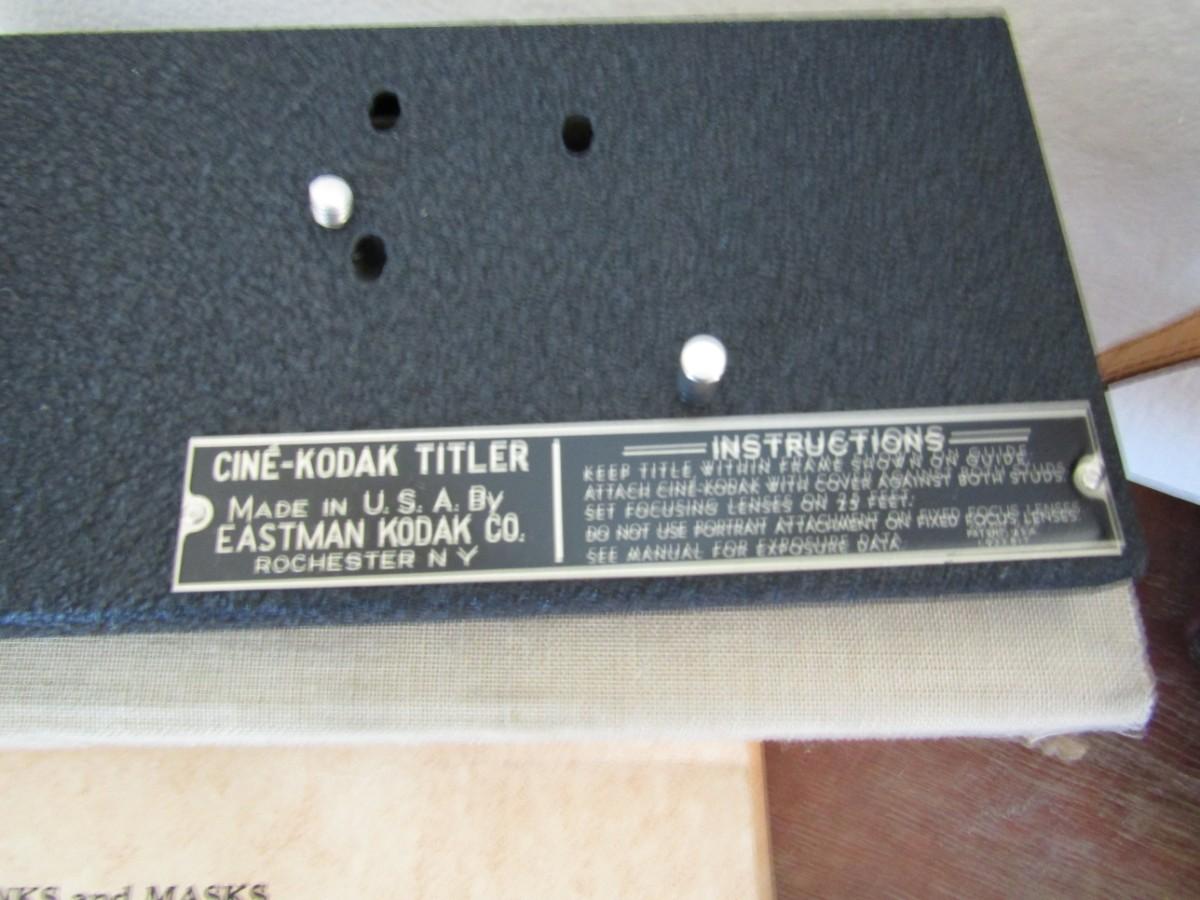 CINÉ-KODAK TITLER
MADE IN U. S. A. By
EASTMAN KODAK CO.
ROCHESTER N Y
INSTRUCTIONS
KEEP TITLE WITHIN FRAME SHOWN ON GUIDE
ATTACH CINÉ-KODAK WITH COVER AGAINST BOTH STUDS
SET FOCUSING LENSES ON 25 FEET.
DO NOT USE PORTRAIT ATTACHMENT ON FIXED FOCUS LENSES.
SEE MANUAL FOR EXPOSURE DATA.
and MASKS